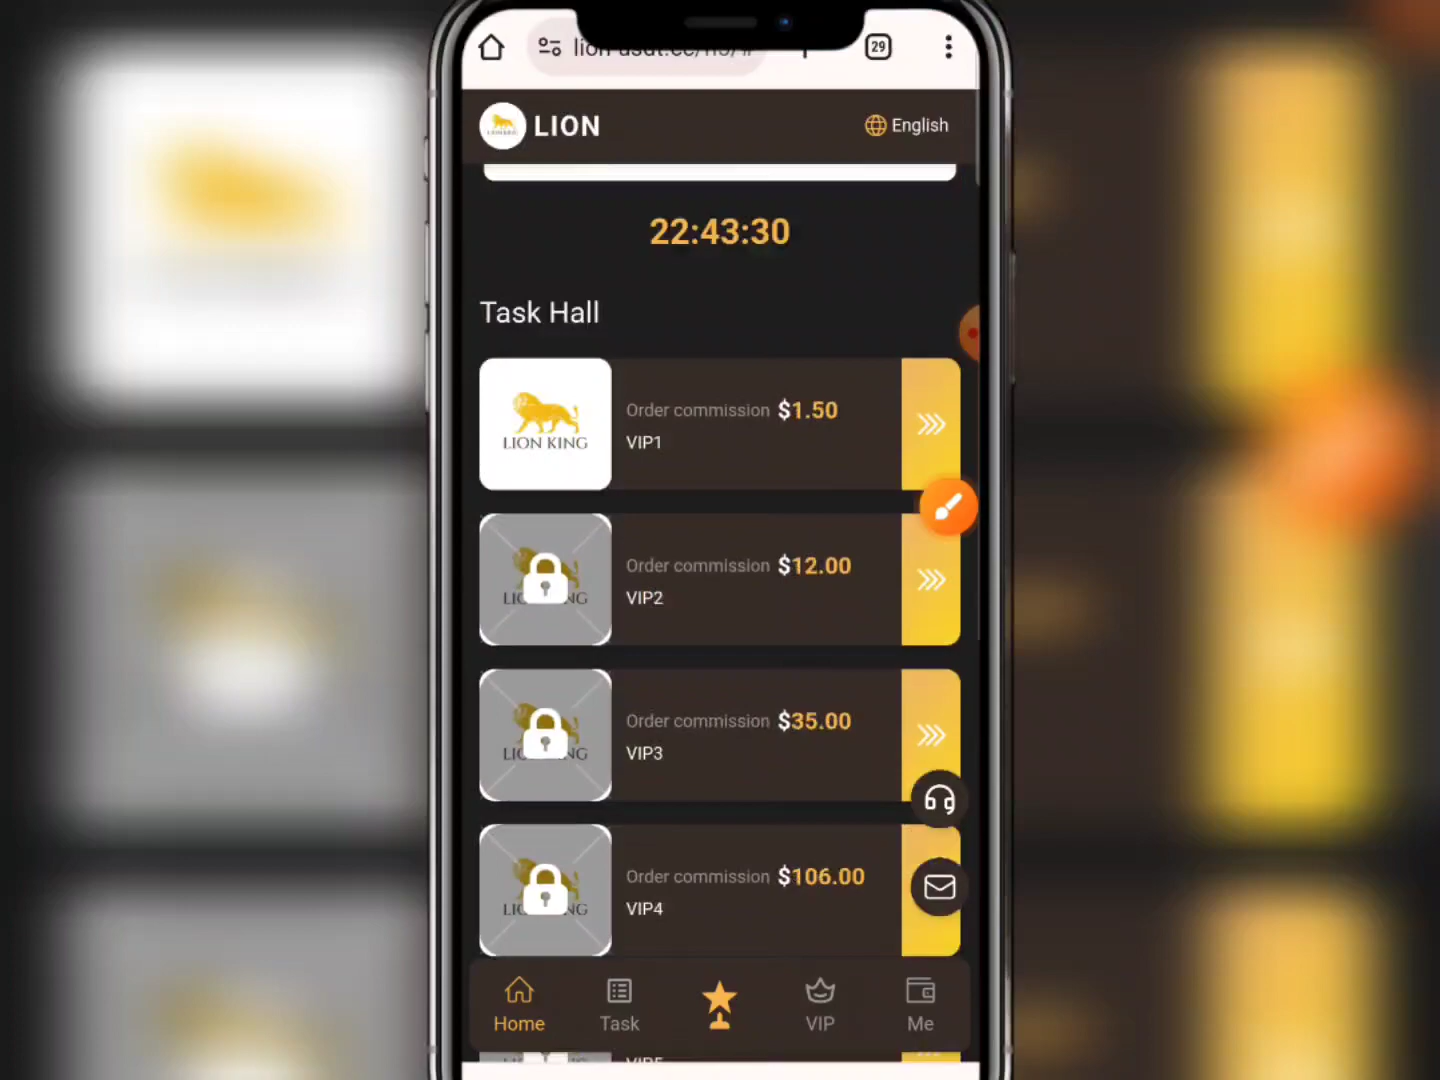 29
LION
English
22:43:30
Task Hall
LION KING
Order commission $1.50
VIP1
Order commission $12.00
VIP2
Order commission $35.00
VIP3
Order commission $106.00
VIP4
Home
Task
VIP
Me